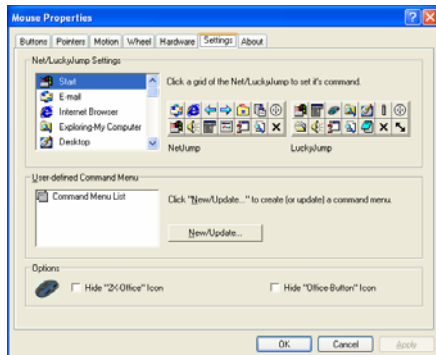 Mouse Properties
Buttons Pointers Motion Wheel Hardware Settings About
Net/LuckyJump Settings
Start
E-mail
Internet Browser
Exploring-My Computer
Desktop
Click a grid of the Net/LuckyJump to set it's command.
NetJump LuckyJump
User-defined Command Menu
Command Menu List
Click "New/Update..." to create (or update) a command menu.
New/Update...
Options
Hide "2X-Office" Icon Hide "Office-Button" Icon
OK Cancel Apply